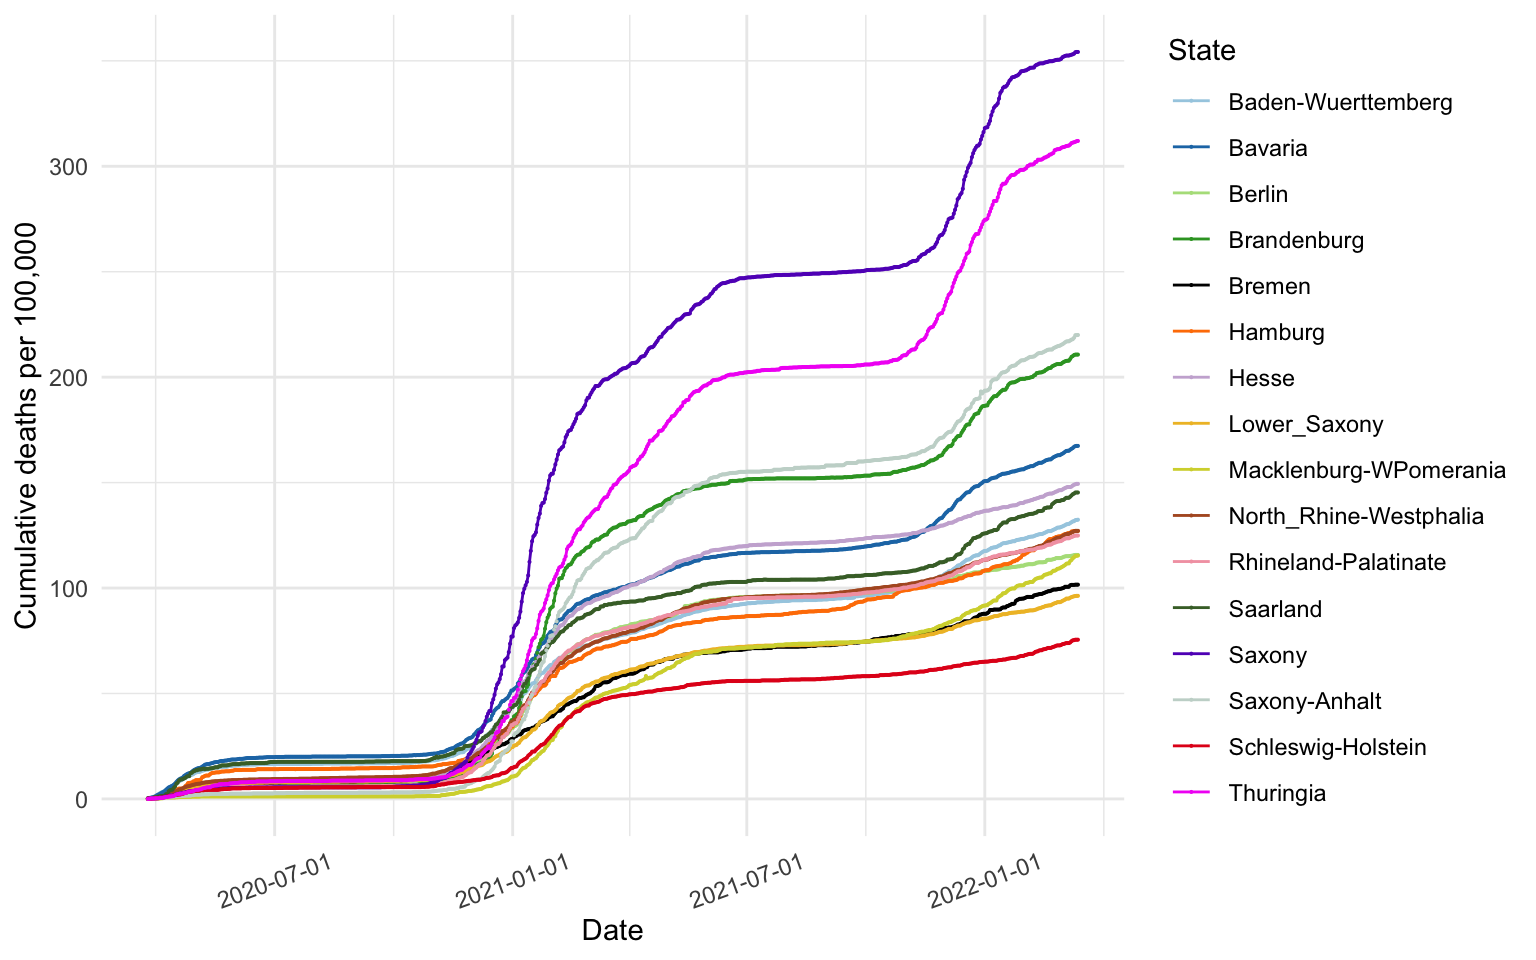 State
Baden-Wuerttemberg
Bavaria
Berlin
Brandenburg
Bremen
Hamburg
Hesse
Lower_Saxony
Macklenburg-WPomerania
North_Rhine-Westphalia
Rhineland-Palatinate
Saarland
Saxony
Saxony-Anhalt
Schleswig-Holstein
Thuringia
Cumulative deaths per 100,000
300
200
100
0
2020-07-01
2021-01-01
2021-07-01
2022-01-01
Date